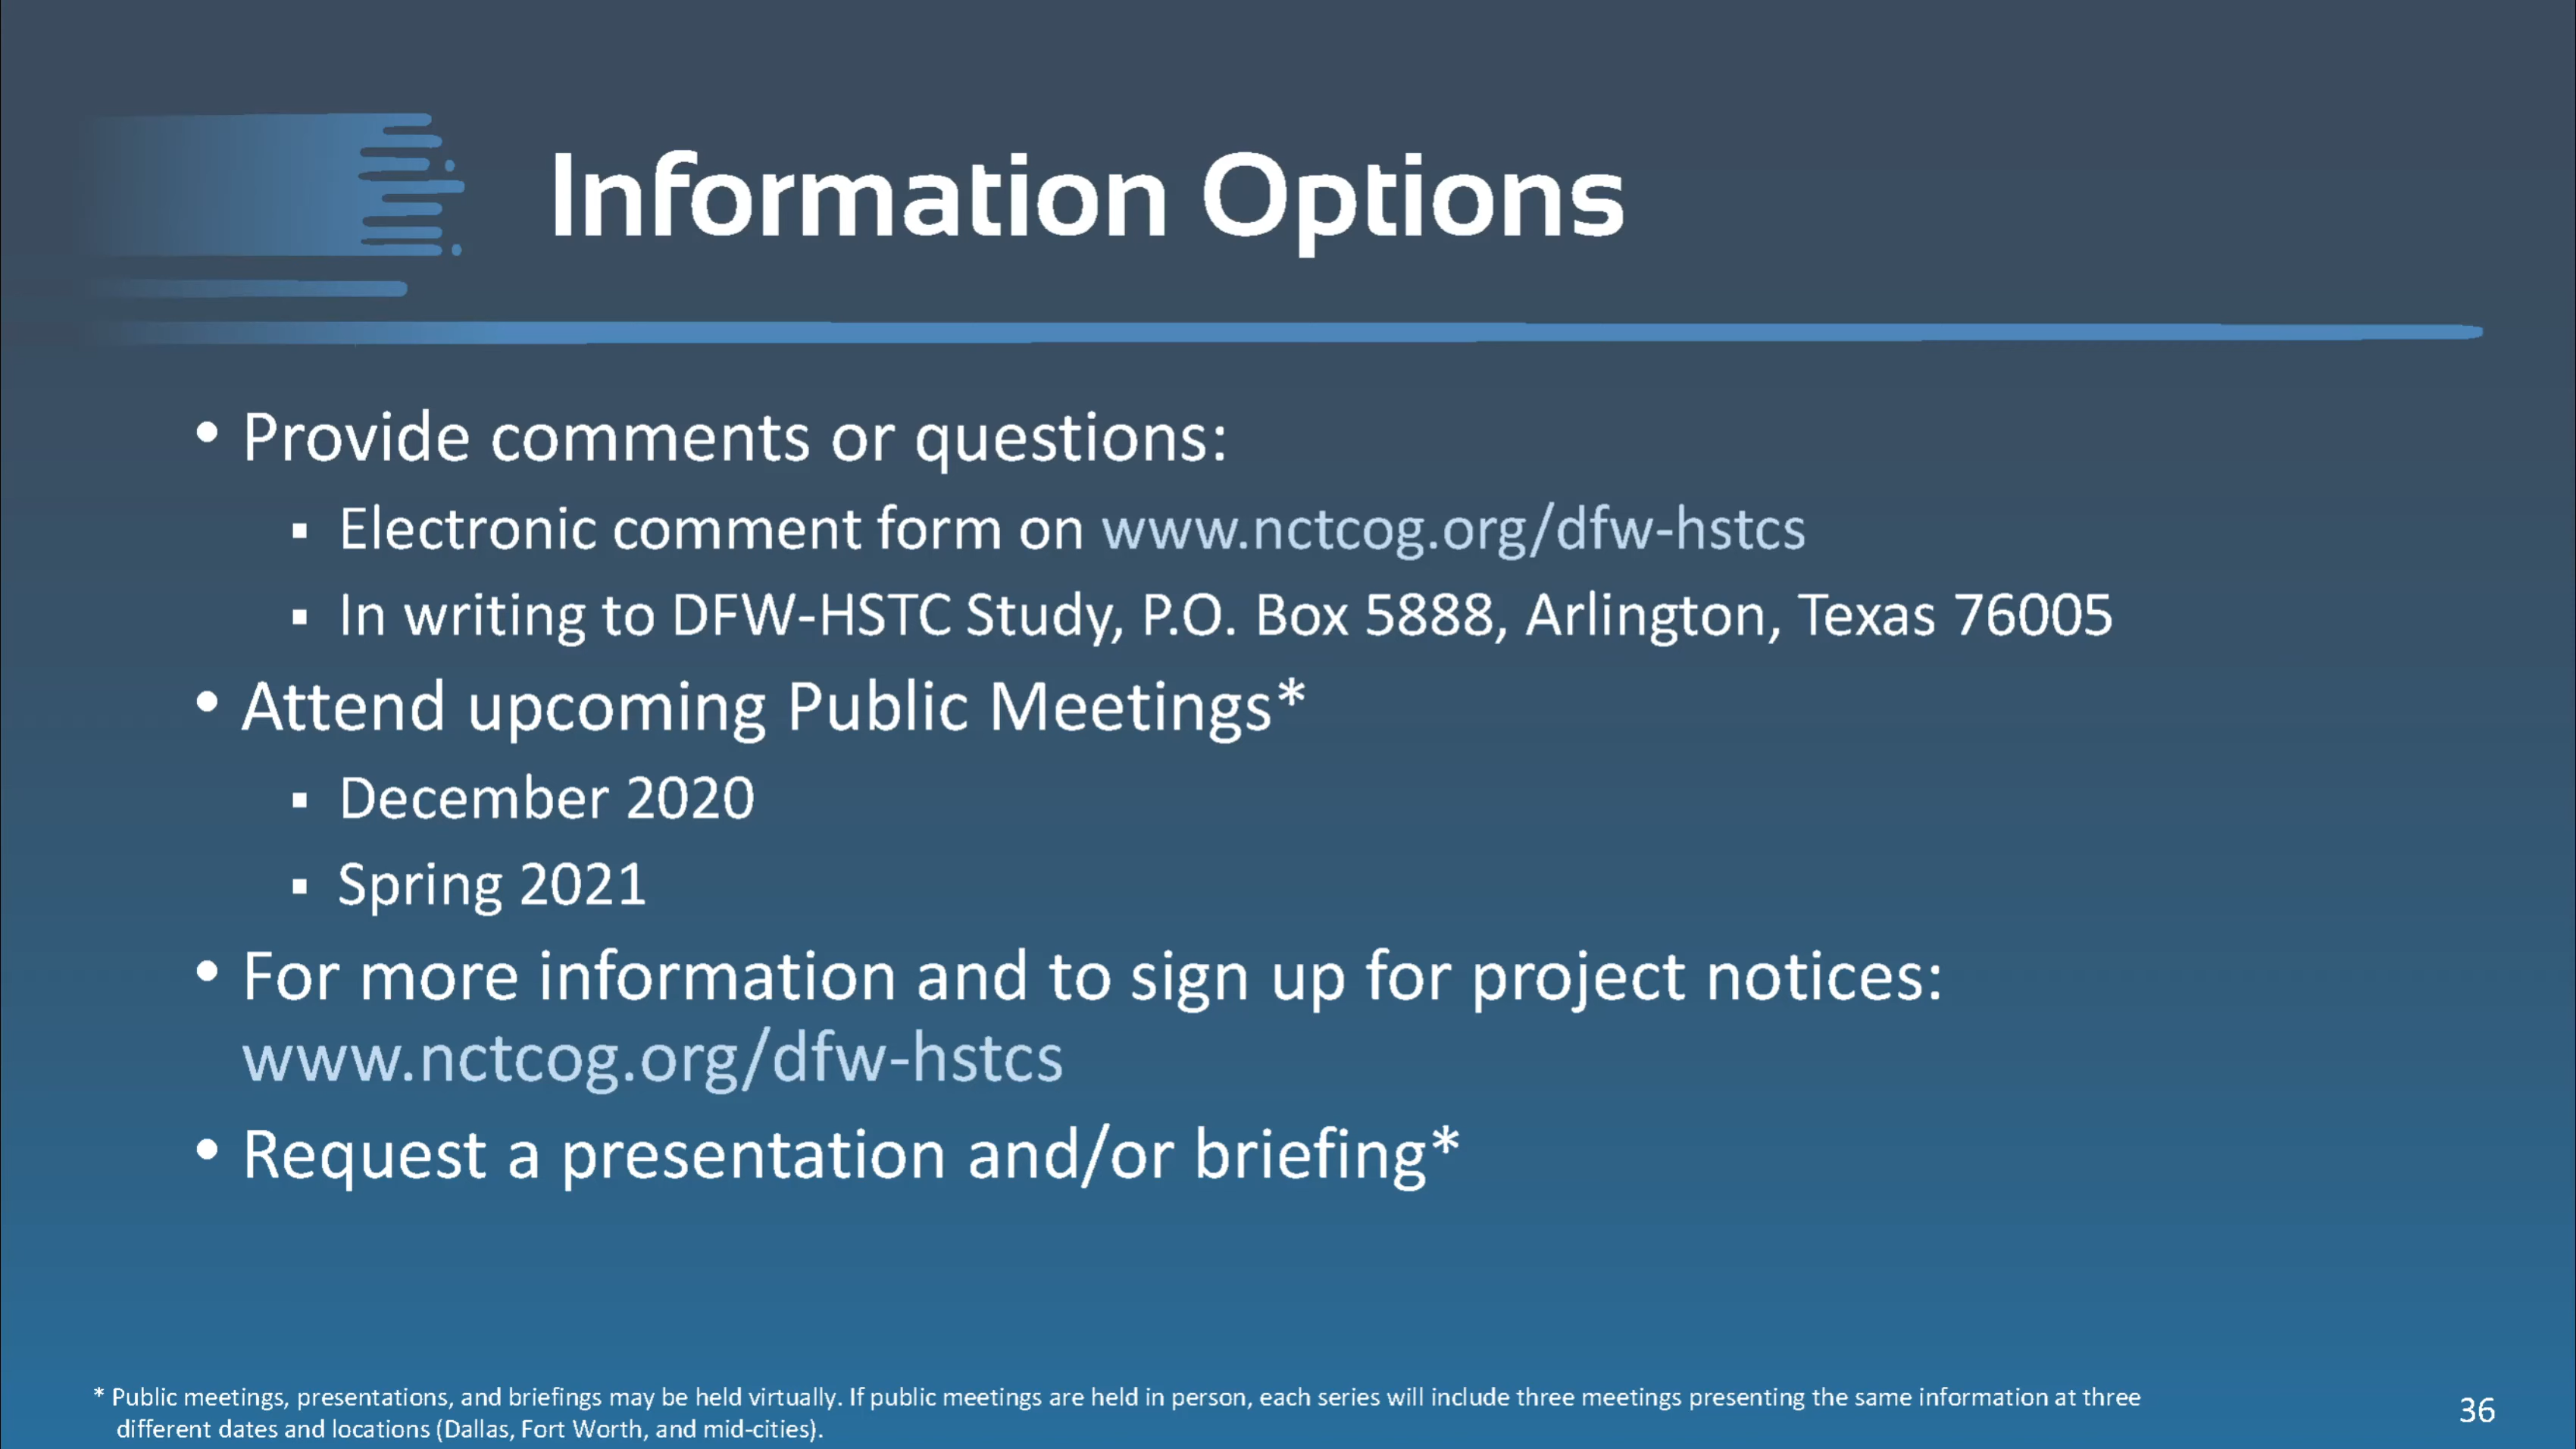 Information Options
• Provide comments or questions:
▪ Electronic comment form on www.nctcog.org/dfw-hstcs
▪ In writing to DFW-HSTC Study, P.O. Box 5888, Arlington, Texas 76005
• Attend upcoming Public Meetings*
▪ December 2020
▪ Spring 2021
• For more information and to sign up for project notices:
www.nctcog.org/dfw-hstcs
• Request a presentation and/or briefing*
* Public meetings, presentations, and briefings may be held virtually. If public meetings are held in person, each series will include three meetings presenting the same information at three
different dates and locations (Dallas, Fort Worth, and mid-cities).
36